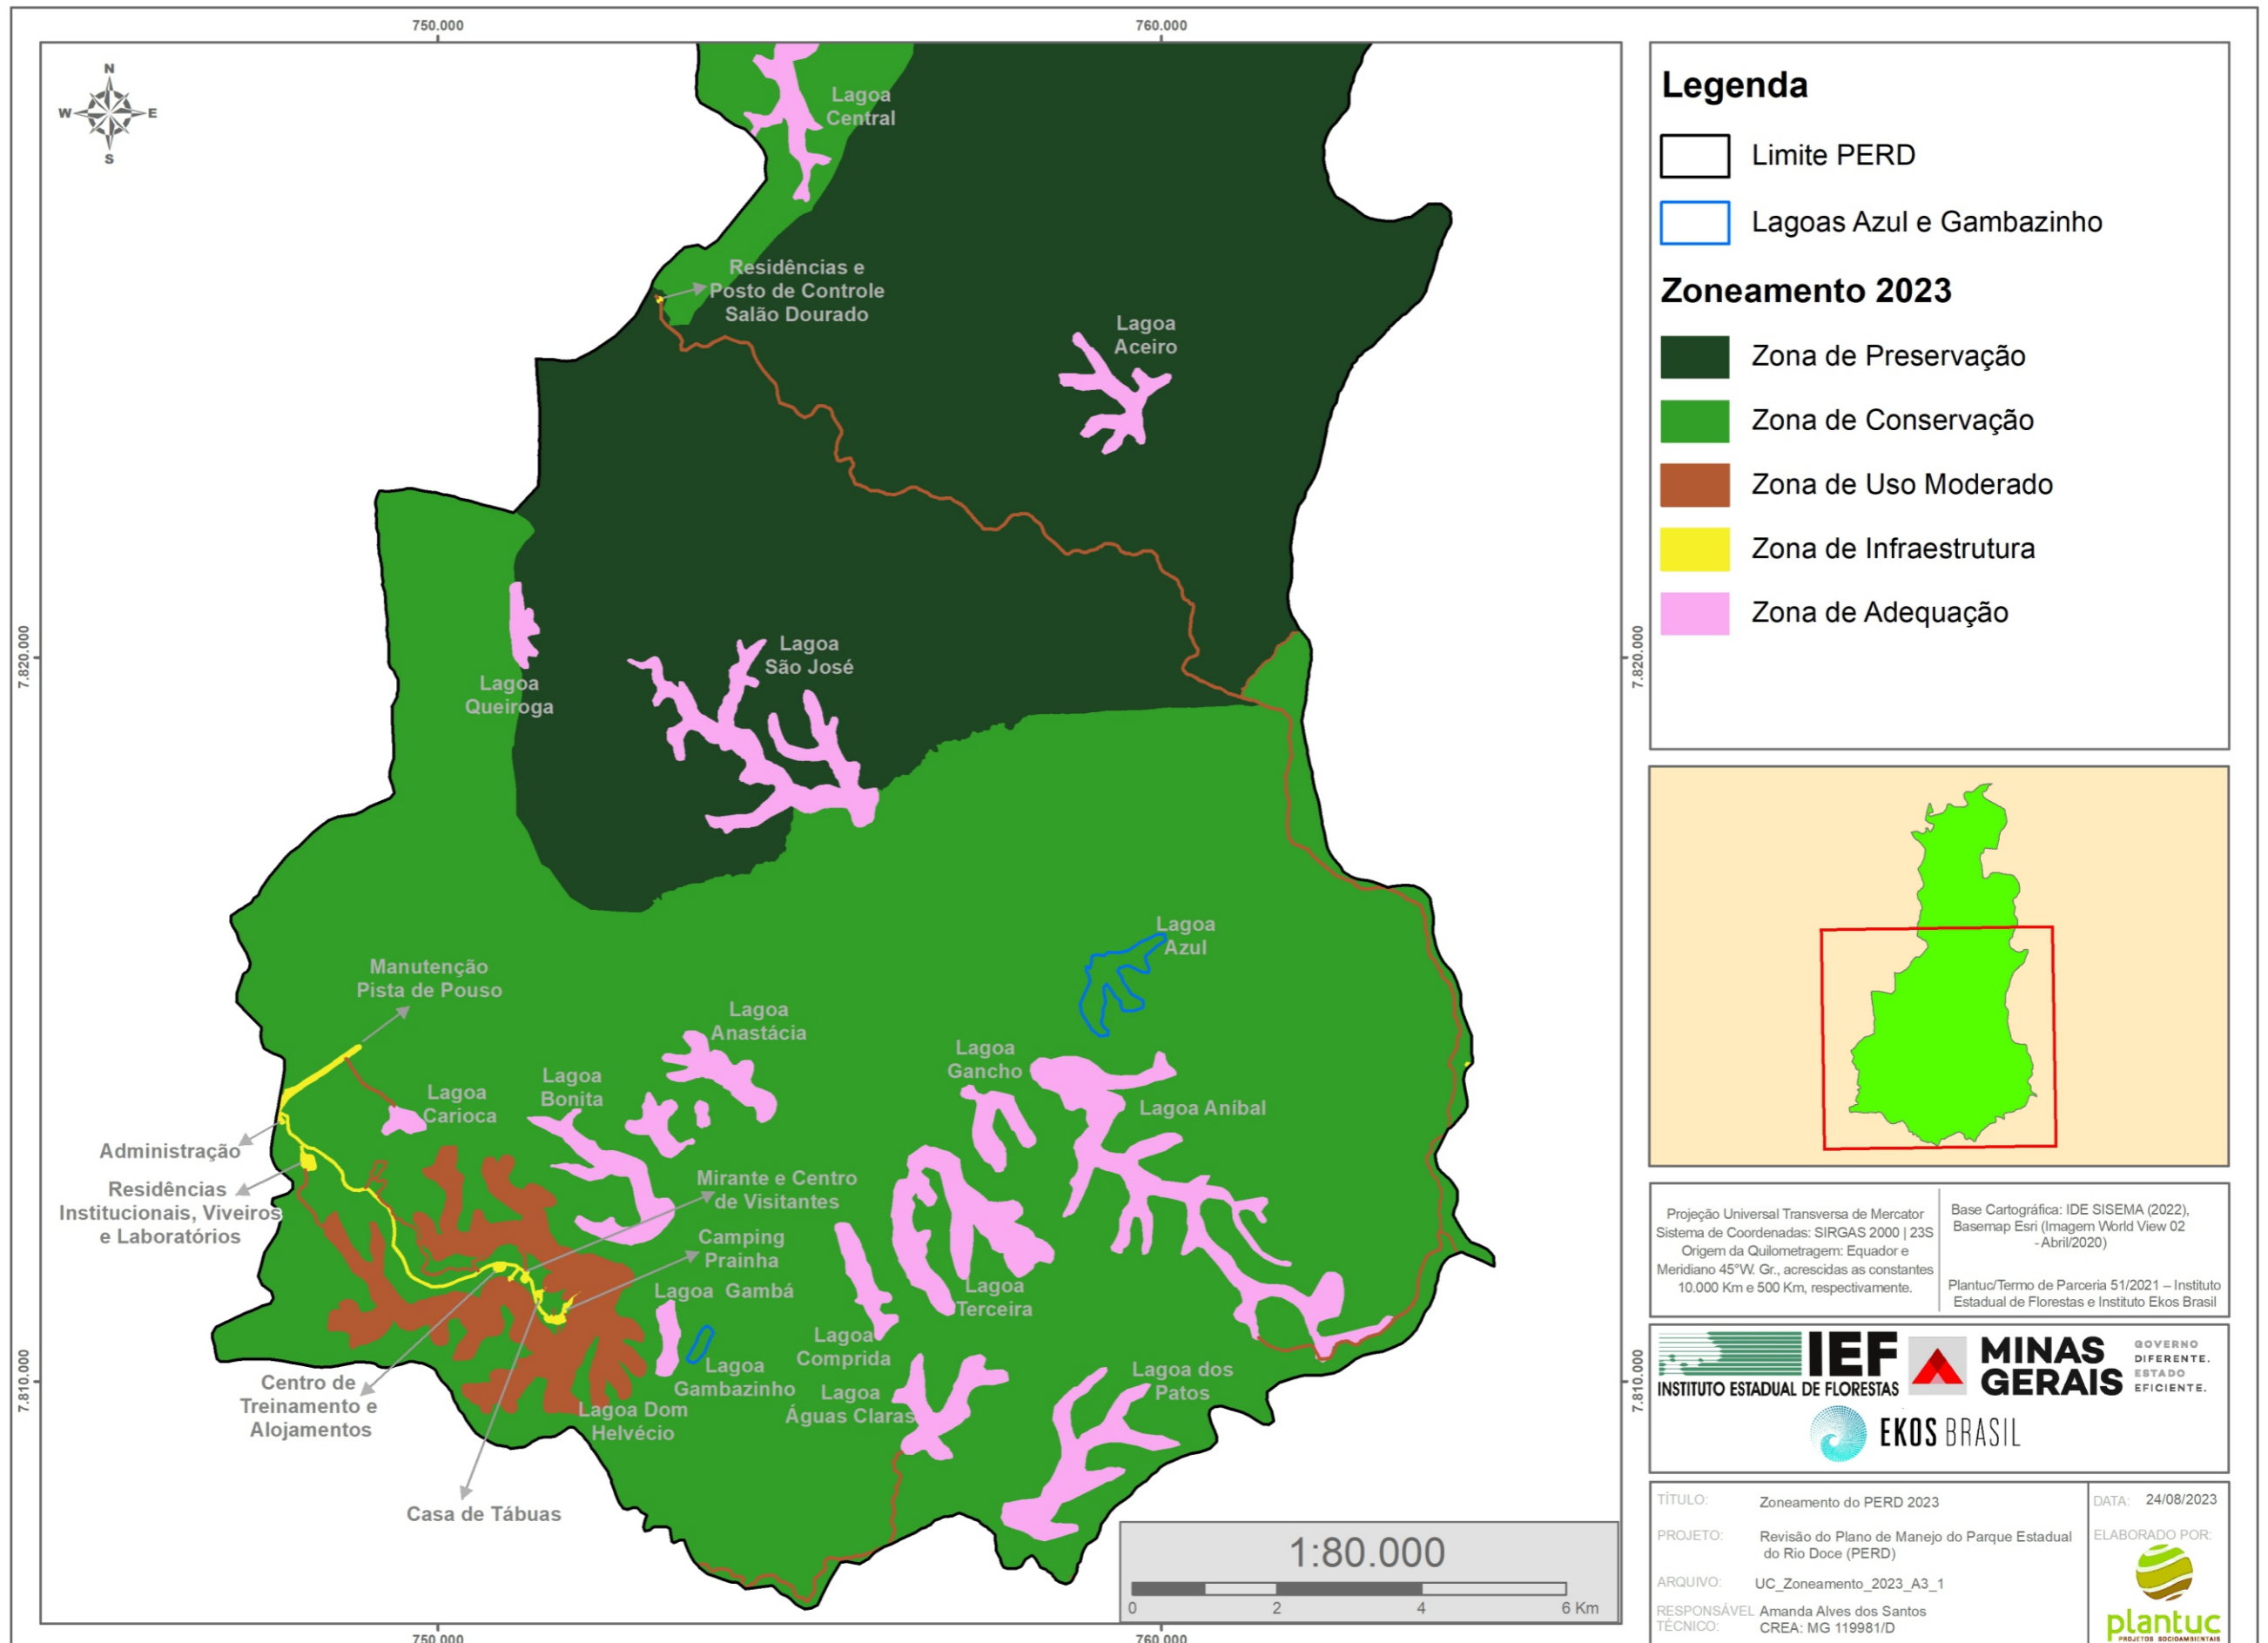 750.000
760.000
N
W
E
S
Lagoa
Central
Residências e
Posto de Controle
Salão Dourado
Lagoa
Aceiro
7.820.000
7.820.000
Lagoa
São José
Lagoa
Queiroga
Lagoa
Azul
Manutenção
Pista de Pouso
Lagoa
Anastácia
Lagoa
Gancho
Lagoa
Bonita
Lagoa
Carioca
Lagoa Aníbal
Administração
Residências
Institucionais, Viveiros
e Laboratórios
Mirante e Centro
de Visitantes
Camping
Prainha
Lagoa Gambá
Lagoa
Terceira
Lagoa
Comprida
Lagoa
Gambazinho
Lagoa
Águas Claras
Lagoa dos
Patos
7.810.000
7.810.000
Centro de
Treinamento e
Alojamentos
Lagoa Dom
Helvécio
Casa de Tábuas
1:80.000
0 2 4 6 Km
750.000
760.000
Legenda
Limite PERD
Lagoas Azul e Gambazinho
Zoneamento 2023
Zona de Preservação
Zona de Conservação
Zona de Uso Moderado
Zona de Infraestrutura
Zona de Adequação
Projeção Universal Transversa de Mercator
Sistema de Coordenadas: SIRGAS 2000 | 23S
Origem da Quilometragem: Equador e
Meridiano 45°W. Gr., acrescidas as constantes
10.000 Km e 500 Km, respectivamente.
Base Cartográfica: IDE SISEMA (2022),
Basemap Esri (Imagem World View 02
- Abril/2020)
Plantuc/Termo de Parceria 51/2021 – Instituto
Estadual de Florestas e Instituto Ekos Brasil
IEF
INSTITUTO ESTADUAL DE FLORESTAS
MINAS
GERAIS
GOVERNO
DIFERENTE.
ESTADO
EFICIENTE.
EKOS BRASIL
TÍTULO: Zoneamento do PERD 2023
PROJETO: Revisão do Plano de Manejo do Parque Estadual
do Rio Doce (PERD)
ARQUIVO: UC_Zoneamento_2023_A3_1
RESPONSÁVEL Amanda Alves dos Santos
TÉCNICO: CREA: MG 119981/D
DATA: 24/08/2023
ELABORADO POR:
plantuc
PROJETOS SOCIOAMBIENTAIS